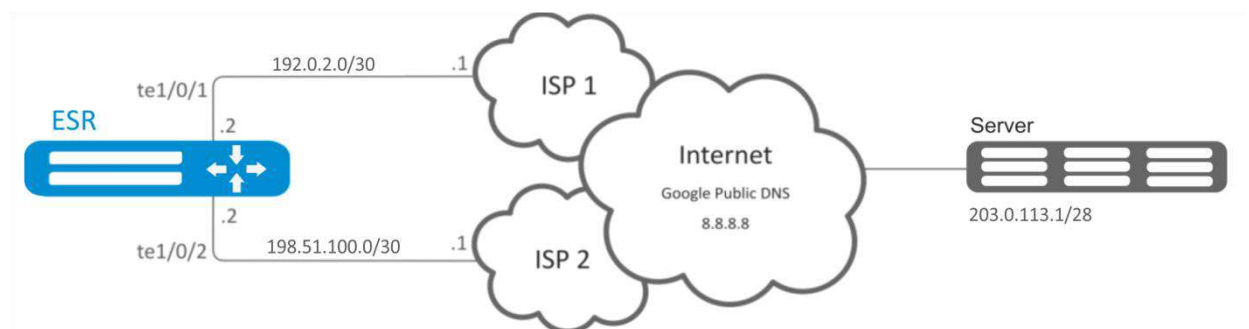 192.0.2.0/30
.1
te1/0/1
ISP 1
ESR
.2
Server
Internet
Google Public DNS
8.8.8.8
.2
203.0.113.1/28
te1/0/2
198.51.100.0/30
.1
ISP 2